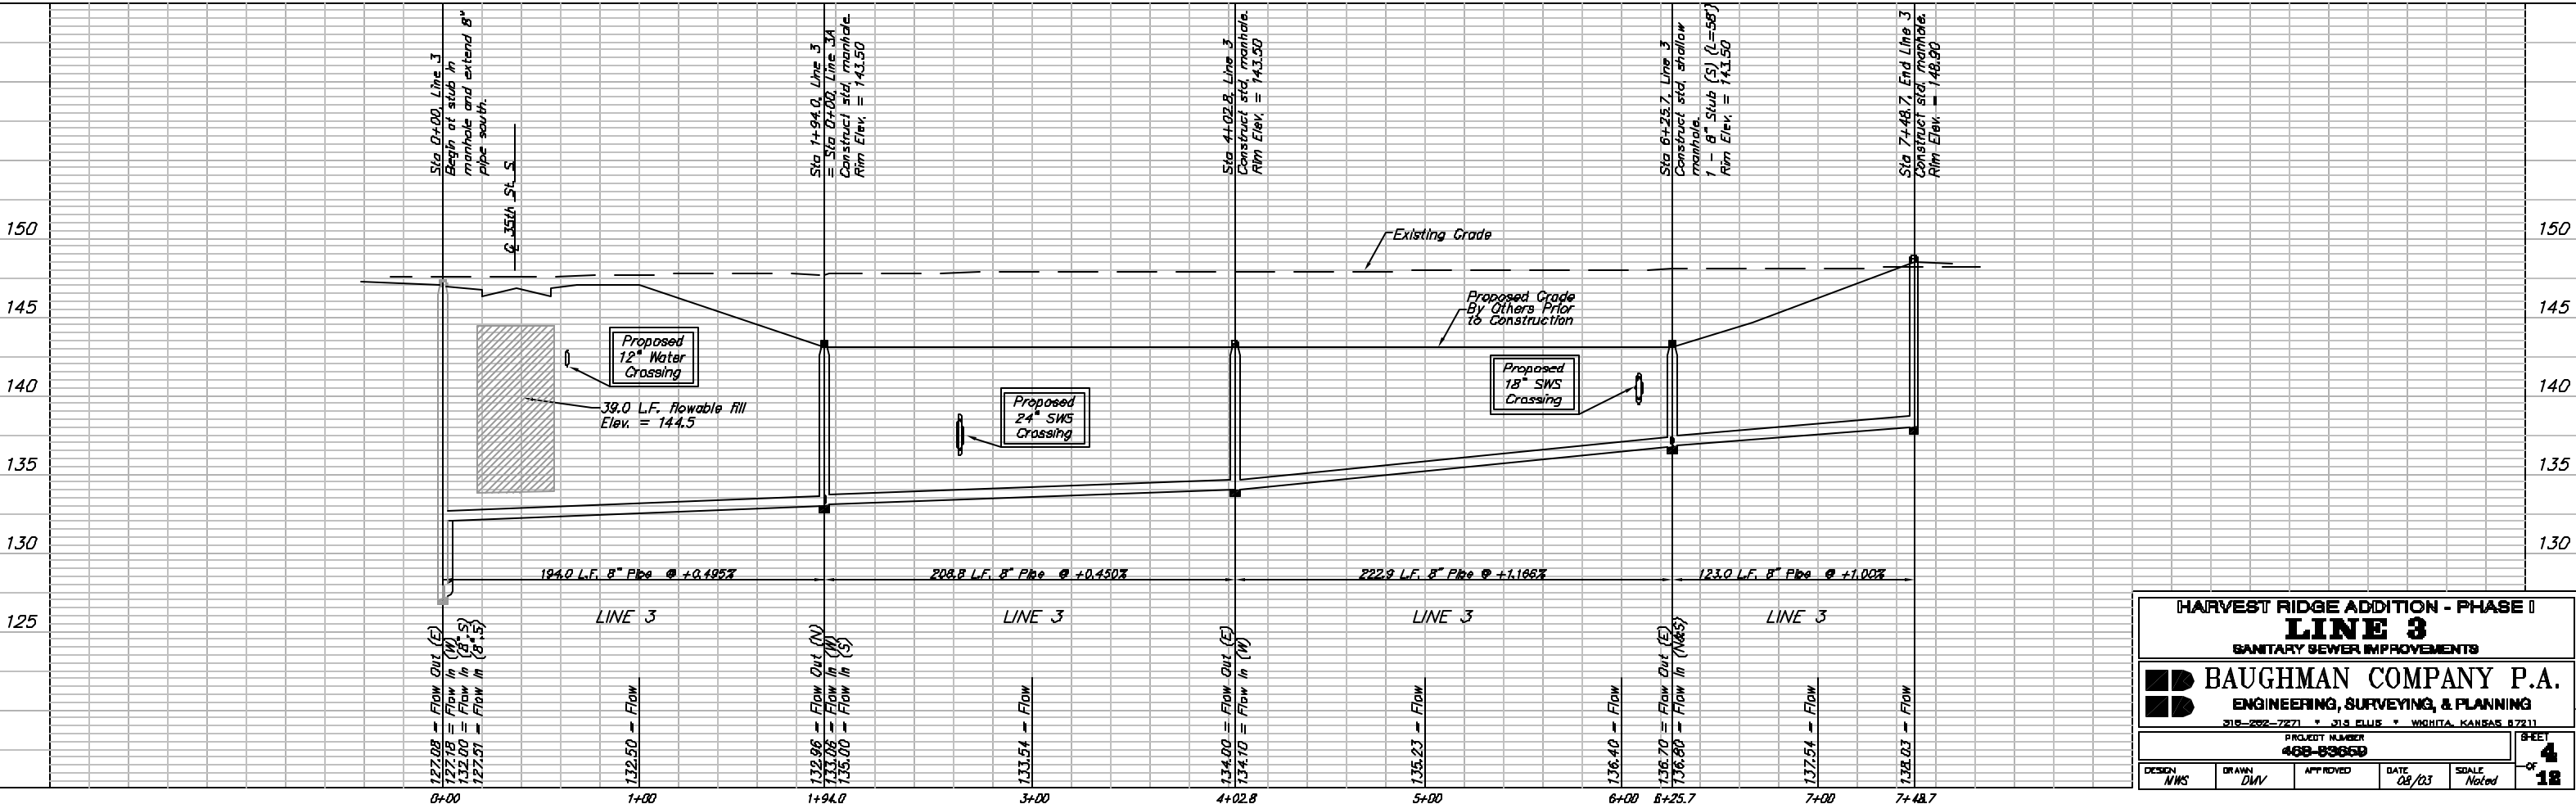 Sta 0+00, Line 3
Begin at stub in
manhole and extend 8"
pipe south.
℄ 35th St. S.
Sta 1+94.0, Line 3
= Sta 0+00, Line 3A
Construct std. manhole.
Rim Elev. = 143.50
Sta 4+02.8, Line 3
Construct std. manhole.
Rim Elev. = 143.50
Sta 6+25.7, Line 3
Construct std. shallow
manhole.
1 - 8" Stub (S) (L=58')
Rim Elev. = 143.50
Sta 7+48.7, End Line 3
Construct std. manhole.
Rim Elev. = 148.90
150
145
140
135
130
125
150
145
140
135
130
Existing Grade
Proposed Grade
By Others Prior
to Construction
Proposed
12" Water
Crossing
39.0 L.F. flowable fill
Elev. = 144.5
Proposed
24" SWS
Crossing
Proposed
18" SWS
Crossing
194.0 L.F. 8" Pipe @ +0.495%
208.8 L.F. 8" Pipe @ +0.450%
222.9 L.F. 8" Pipe @ +1.166%
123.0 L.F. 8" Pipe @ +1.00%
LINE 3
LINE 3
LINE 3
LINE 3
127.08 = Flow Out (E)
127.18 = Flow In (W)
132.00 = Flow In (8" S)
127.51 = Flow In (8" S)
132.50 = Flow
132.96 = Flow Out (N)
133.06 = Flow In (W)
135.00 = Flow In (S)
133.54 = Flow
134.00 = Flow Out (E)
134.10 = Flow In (W)
135.23 = Flow
136.40 = Flow
136.70 = Flow Out (E)
136.80 = Flow In (N&S)
137.54 = Flow
138.03 = Flow
0+00
1+00
1+94.0
3+00
4+02.8
5+00
6+00
6+25.7
7+00
7+48.7
HARVEST RIDGE ADDITION - PHASE I
LINE 3
SANITARY SEWER IMPROVEMENTS
BAUGHMAN COMPANY P.A.
ENGINEERING, SURVEYING, & PLANNING
316-262-7271 * 315 ELLIS * WICHITA, KANSAS 67211
PROJECT NUMBER
468-83659
SHEET
4
OF
12
DESIGN
MWS
DRAWN
DMV
APPROVED
DATE
08/03
SCALE
Noted